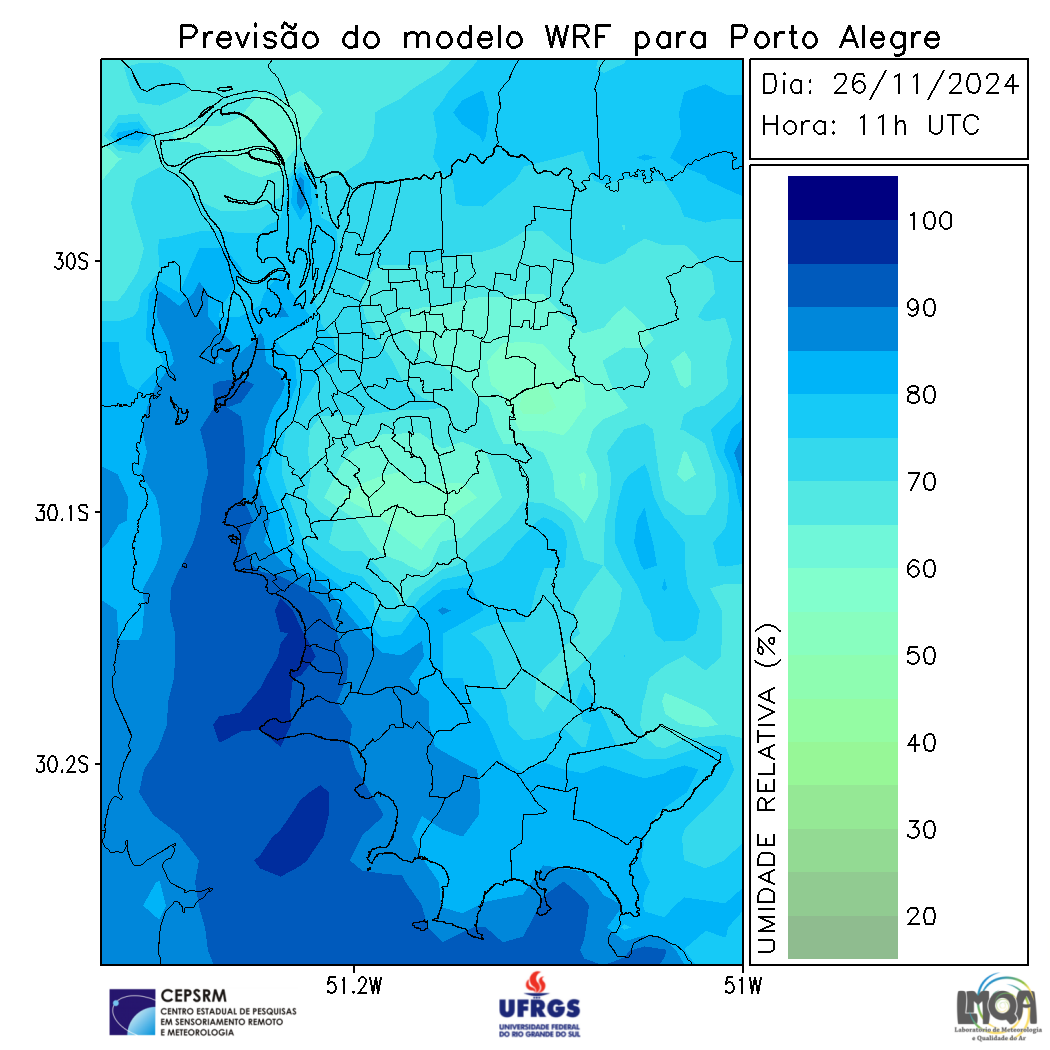 Previsão do modelo WRF para Porto Alegre
Dia: 26/11/2024
Hora: 11h UTC
100
90
80
70
60
50
40
30
20
UMIDADE RELATIVA (%)
30S
30.1S
30.2S
51.2W
51W
CEPSRM
CENTRO ESTADUAL DE PESQUISAS
EM SENSORIAMENTO REMOTO
E METEOROLOGIA
UFRGS
UNIVERSIDADE FEDERAL
DO RIO GRANDE DO SUL
LMQA
Laboratório de Meteorologia
e Qualidade do Ar